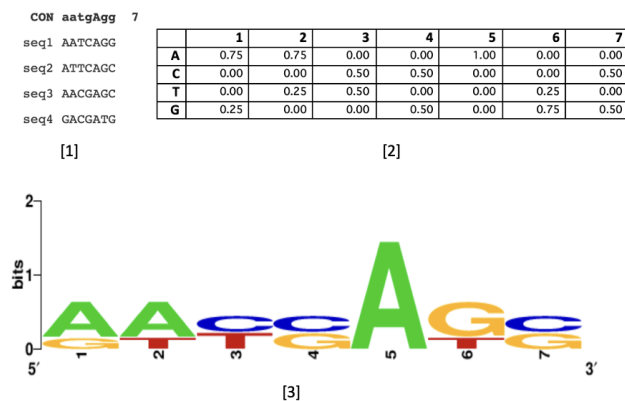 CON aatgAgg 7
seq1 AATCAGG
seq2 ATTCAGC
seq3 AACGAGC
seq4 GACGATG
[1]
1 2 3 4 5 6 7
A 0.75 0.75 0.00 0.00 1.00 0.00 0.00
C 0.00 0.00 0.50 0.50 0.00 0.00 0.50
T 0.00 0.25 0.50 0.00 0.00 0.25 0.00
G 0.25 0.00 0.00 0.50 0.00 0.75 0.50
[2]
2
1
0
bits
A A C C A G C
G T T G T G
5′ 1 2 3 4 5 6 7 3′
[3]